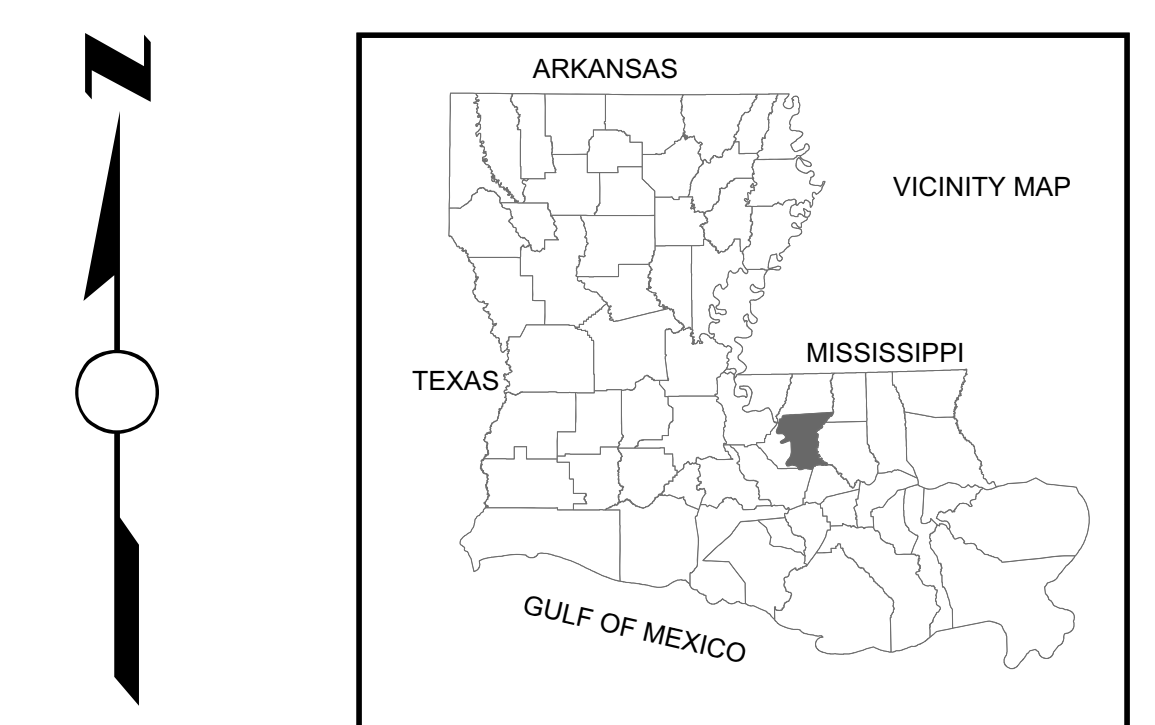 N
ARKANSAS
VICINITY MAP
MISSISSIPPI
TEXAS
GULF OF MEXICO